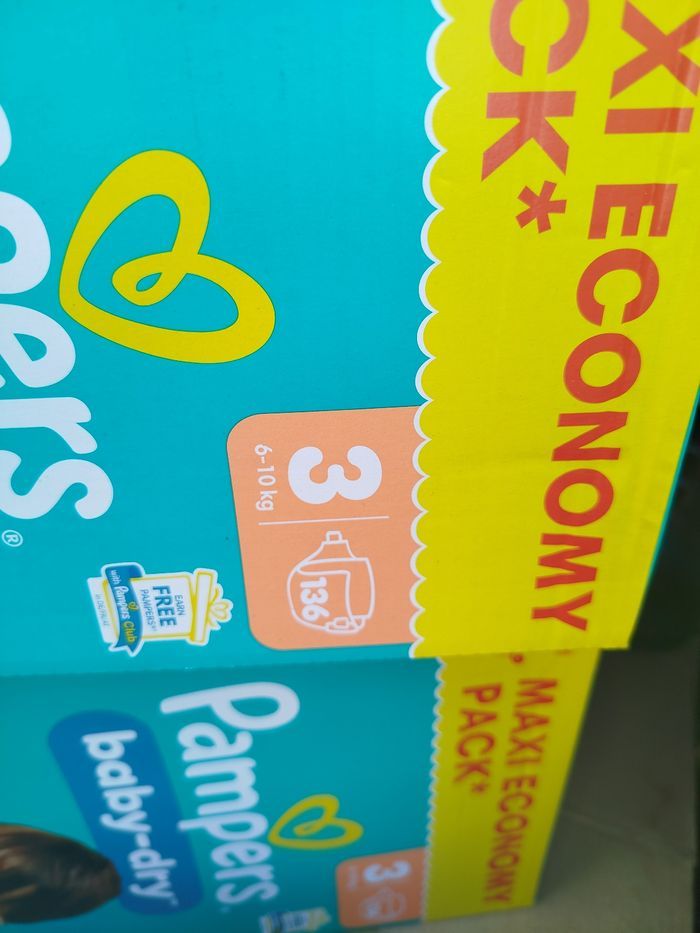 XI ECONOMY
CK*
pers®
3
6-10 kg
136
EARN
FREE
PAMPERS*
with Pampers Club
MAXI ECONOMY
PACK*
Pampers
baby-dry™
3